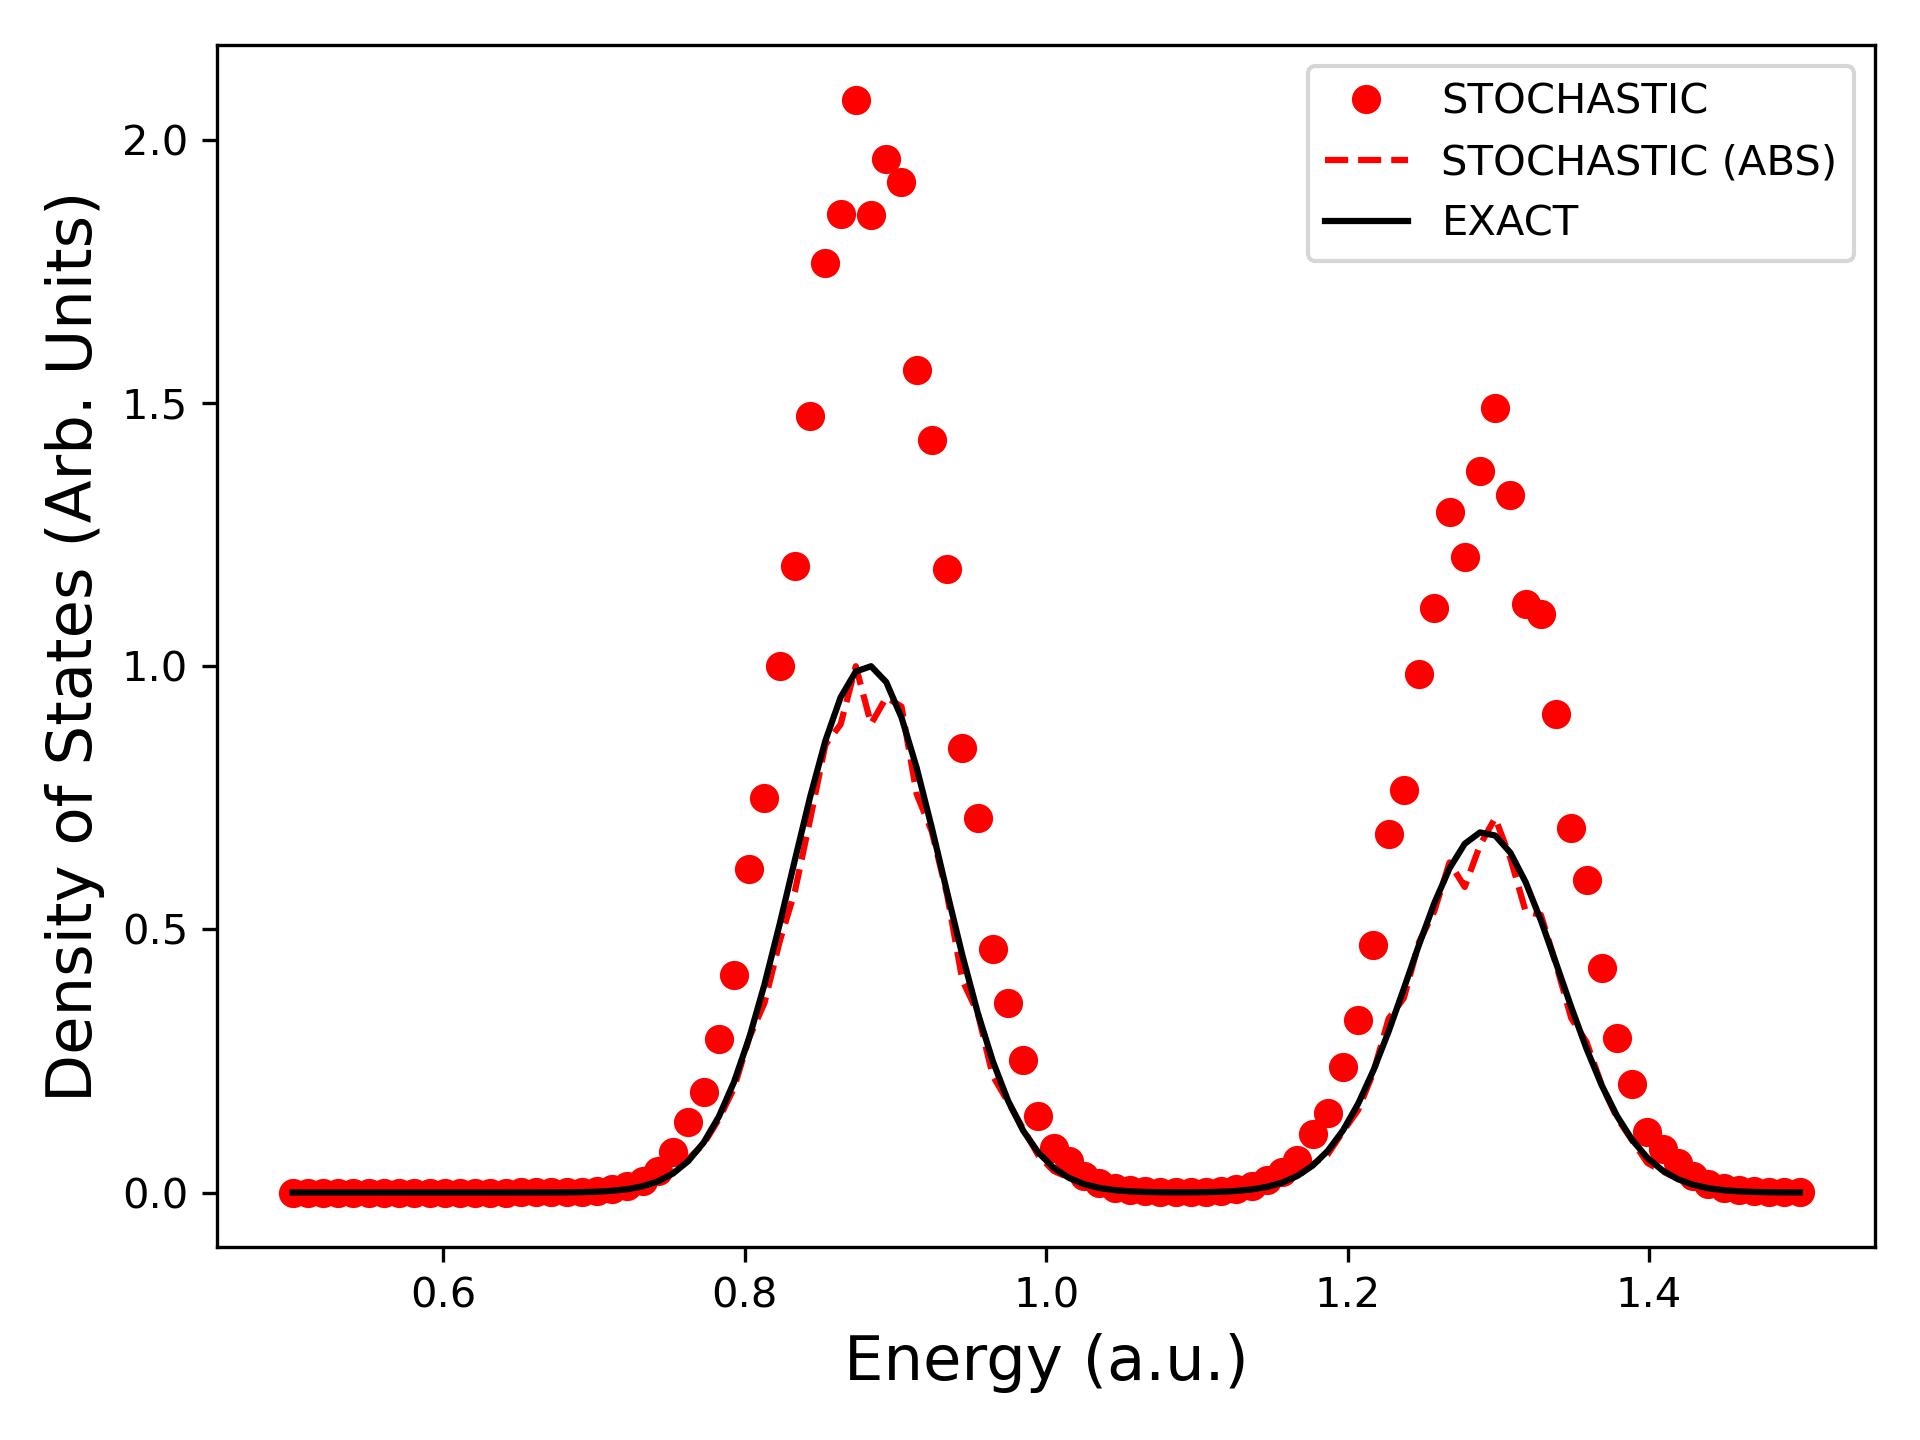 STOCHASTIC
STOCHASTIC (ABS)
EXACT
Density of States (Arb. Units)
2.0
1.5
1.0
0.5
0.0
0.6 0.8 1.0 1.2 1.4
Energy (a.u.)